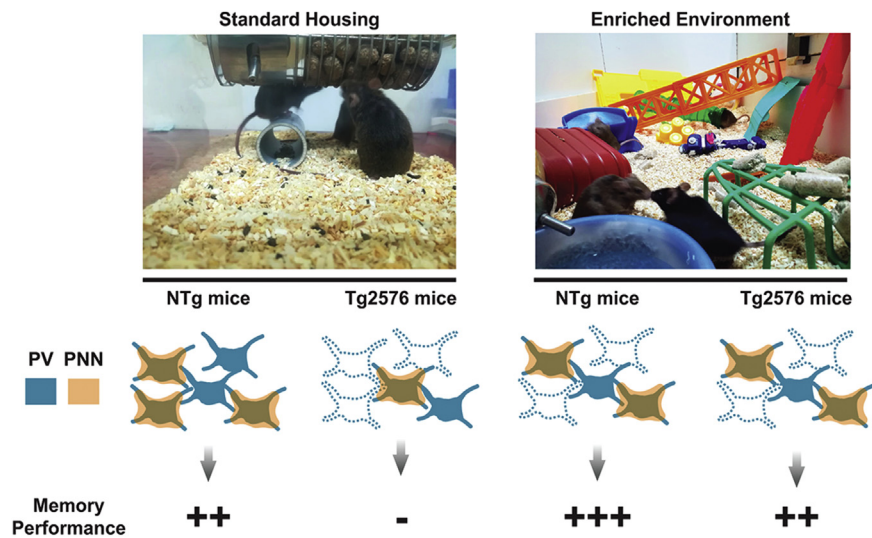 Standard Housing
Enriched Environment
NTg mice
Tg2576 mice
NTg mice
Tg2576 mice
PV PNN
Memory
Performance
++
-
+++
++